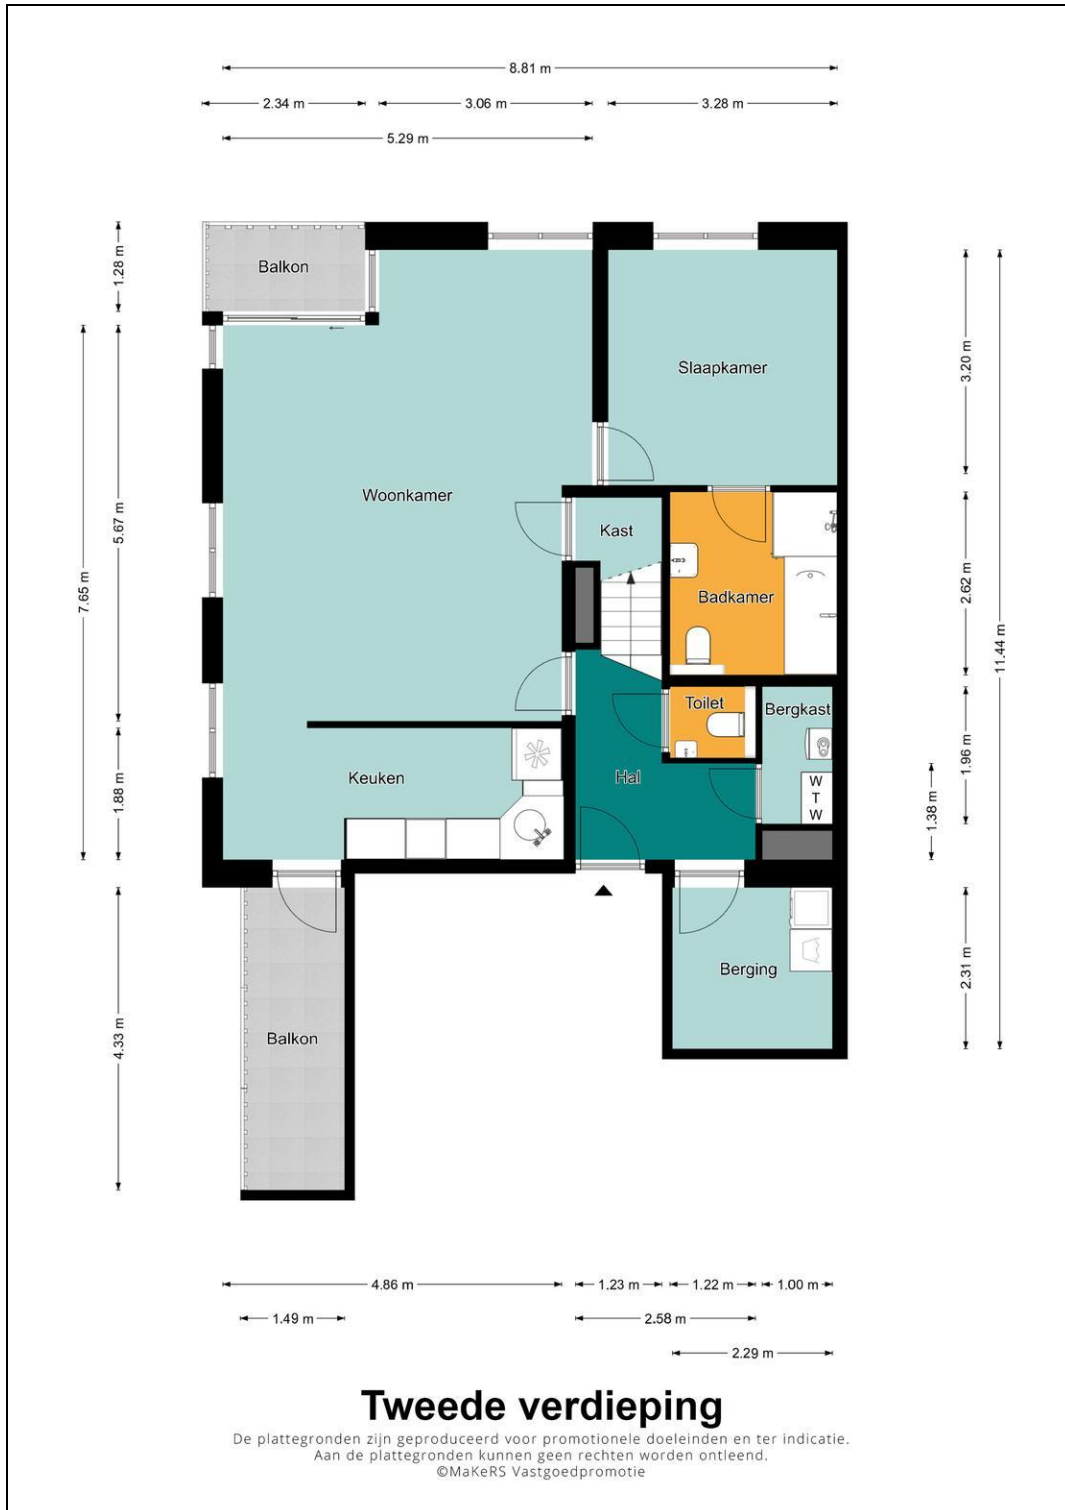 8.81 m
2.34 m
3.06 m
3.28 m
5.29 m
1.28 m
Balkon
Slaapkamer
3.20 m
Woonkamer
Kast
5.67 m
7.65 m
Badkamer
2.62 m
11.44 m
Toilet
Bergkast
1.96 m
Keuken
Hal
W
T
W
1.88 m
1.38 m
Berging
2.31 m
Balkon
4.33 m
4.86 m
1.23 m
1.22 m
1.00 m
1.49 m
2.58 m
2.29 m
Tweede verdieping
De plattegronden zijn geproduceerd voor promotionele doeleinden en ter indicatie.
Aan de plattegronden kunnen geen rechten worden ontleend.
©MaKeRS Vastgoedpromotie